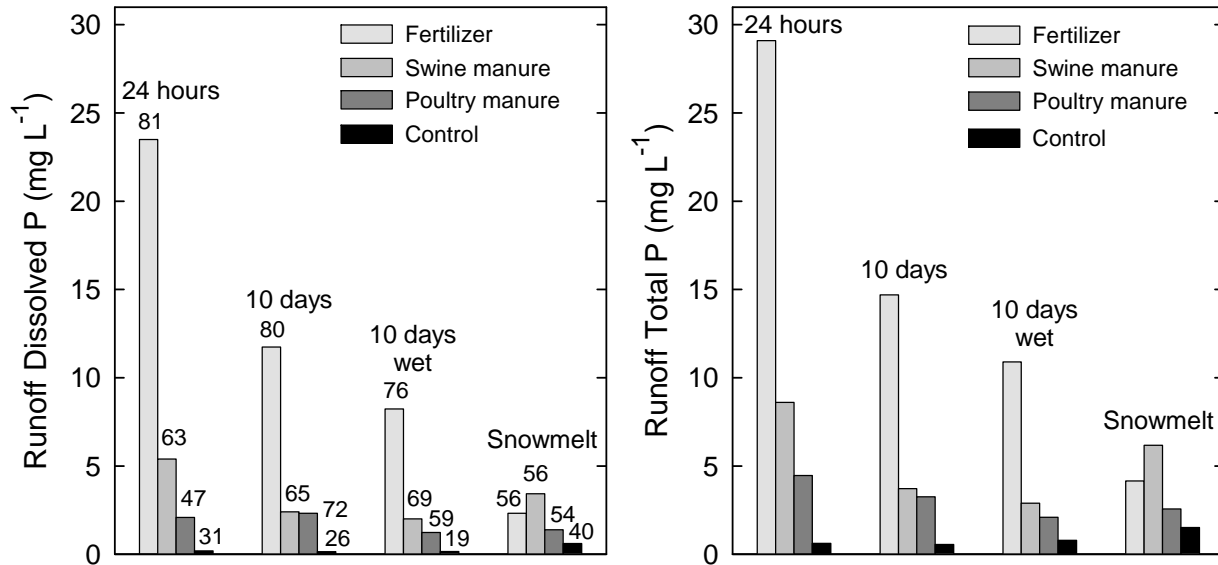 Runoff Dissolved P (mg L-1)
30
25
20
15
10
5
0
Fertilizer
Swine manure
Poultry manure
Control
24 hours
81
63
47
31
10 days
80
65
72
26
10 days
wet
76
69
59
19
Snowmelt
56
56
54
40
Runoff Total P (mg L-1)
30
25
20
15
10
5
0
Fertilizer
Swine manure
Poultry manure
Control
24 hours
10 days
10 days
wet
Snowmelt